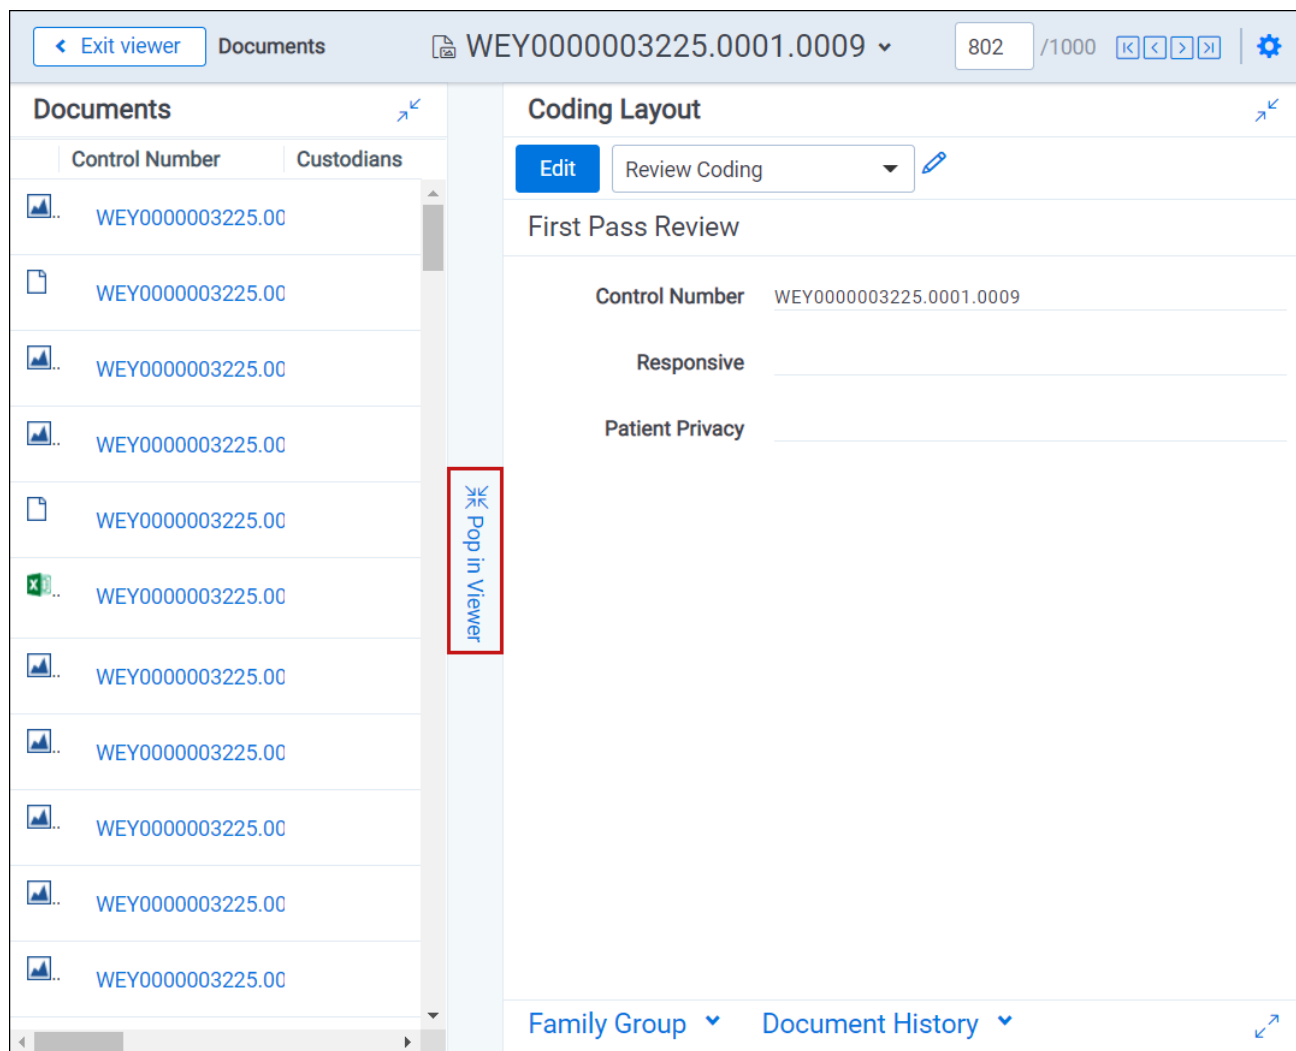 Exit viewer Documents WEY0000003225.0001.0009 802 /1000
Documents
Control Number Custodians
WEY0000003225.00
WEY0000003225.00
WEY0000003225.00
WEY0000003225.00
WEY0000003225.00
WEY0000003225.00
WEY0000003225.00
WEY0000003225.00
WEY0000003225.00
WEY0000003225.00
WEY0000003225.00
Pop in Viewer
Coding Layout
Edit Review Coding
First Pass Review
Control Number WEY0000003225.0001.0009
Responsive
Patient Privacy
Family Group Document History